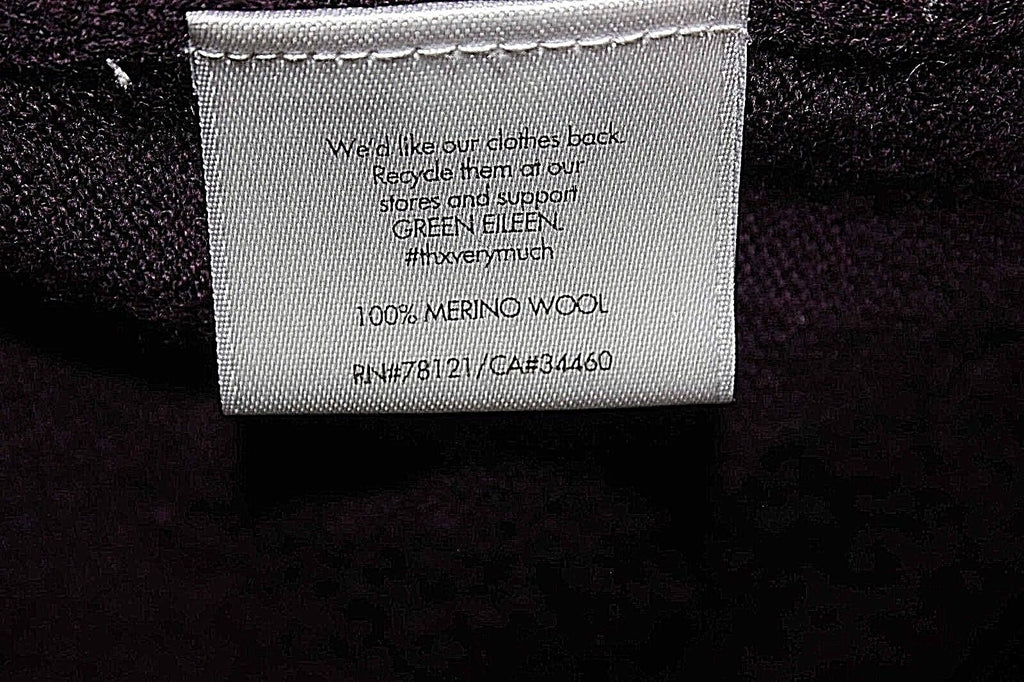 We'd like our clothes back.
Recycle them at our
stores and support
GREEN EILEEN.
#thxverymuch
100% MERINO WOOL
RN#78121/CA#34460